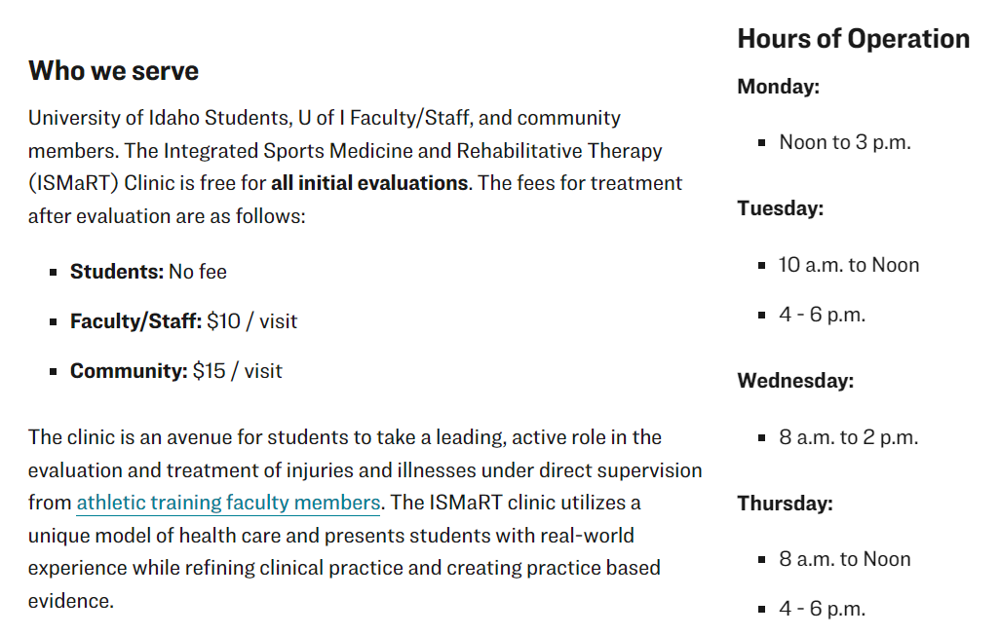 Who we serve
University of Idaho Students, U of I Faculty/Staff, and community
members. The Integrated Sports Medicine and Rehabilitative Therapy
(ISMaRT) Clinic is free for all initial evaluations. The fees for treatment
after evaluation are as follows:
Students: No fee
Faculty/Staff: $10 / visit
Community: $15 / visit
The clinic is an avenue for students to take a leading, active role in the
evaluation and treatment of injuries and illnesses under direct supervision
from athletic training faculty members. The ISMaRT clinic utilizes a
unique model of health care and presents students with real-world
experience while refining clinical practice and creating practice based
evidence.
Hours of Operation
Monday:
Noon to 3 p.m.
Tuesday:
10 a.m. to Noon
4 - 6 p.m.
Wednesday:
8 a.m. to 2 p.m.
Thursday:
8 a.m. to Noon
4 - 6 p.m.